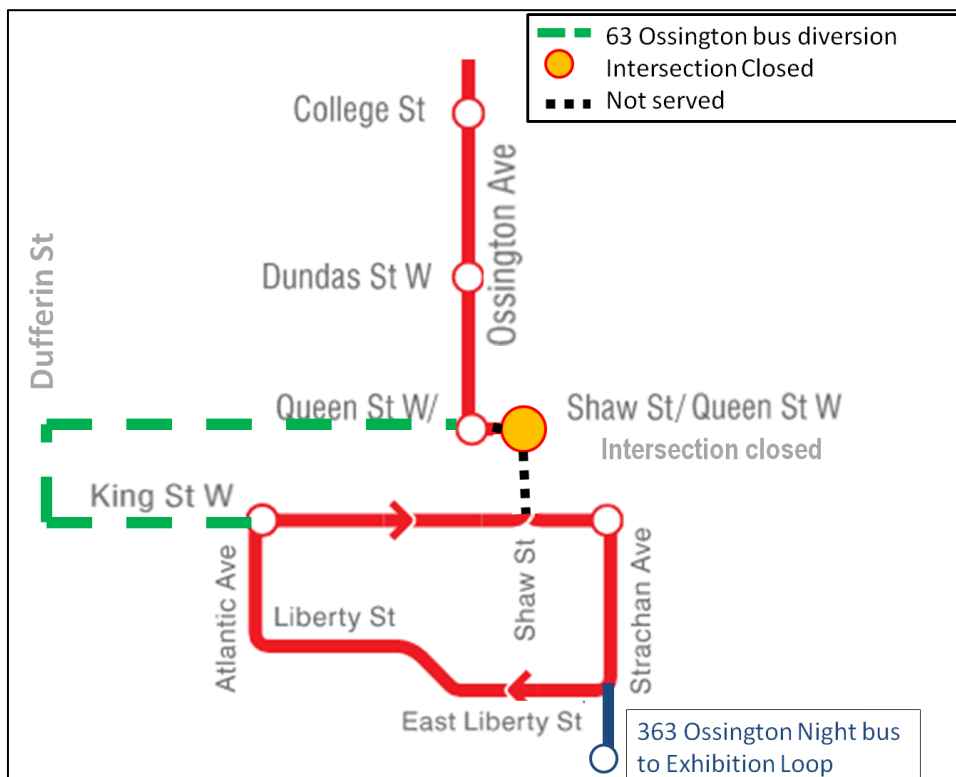 63 Ossington bus diversion
Intersection Closed
Not served
College St
Ossington Ave
Dundas St W
Dufferin St
Queen St W/
Shaw St/ Queen St W
Intersection closed
King St W
Atlantic Ave
Liberty St
Shaw St
Strachan Ave
East Liberty St
363 Ossington Night bus
to Exhibition Loop